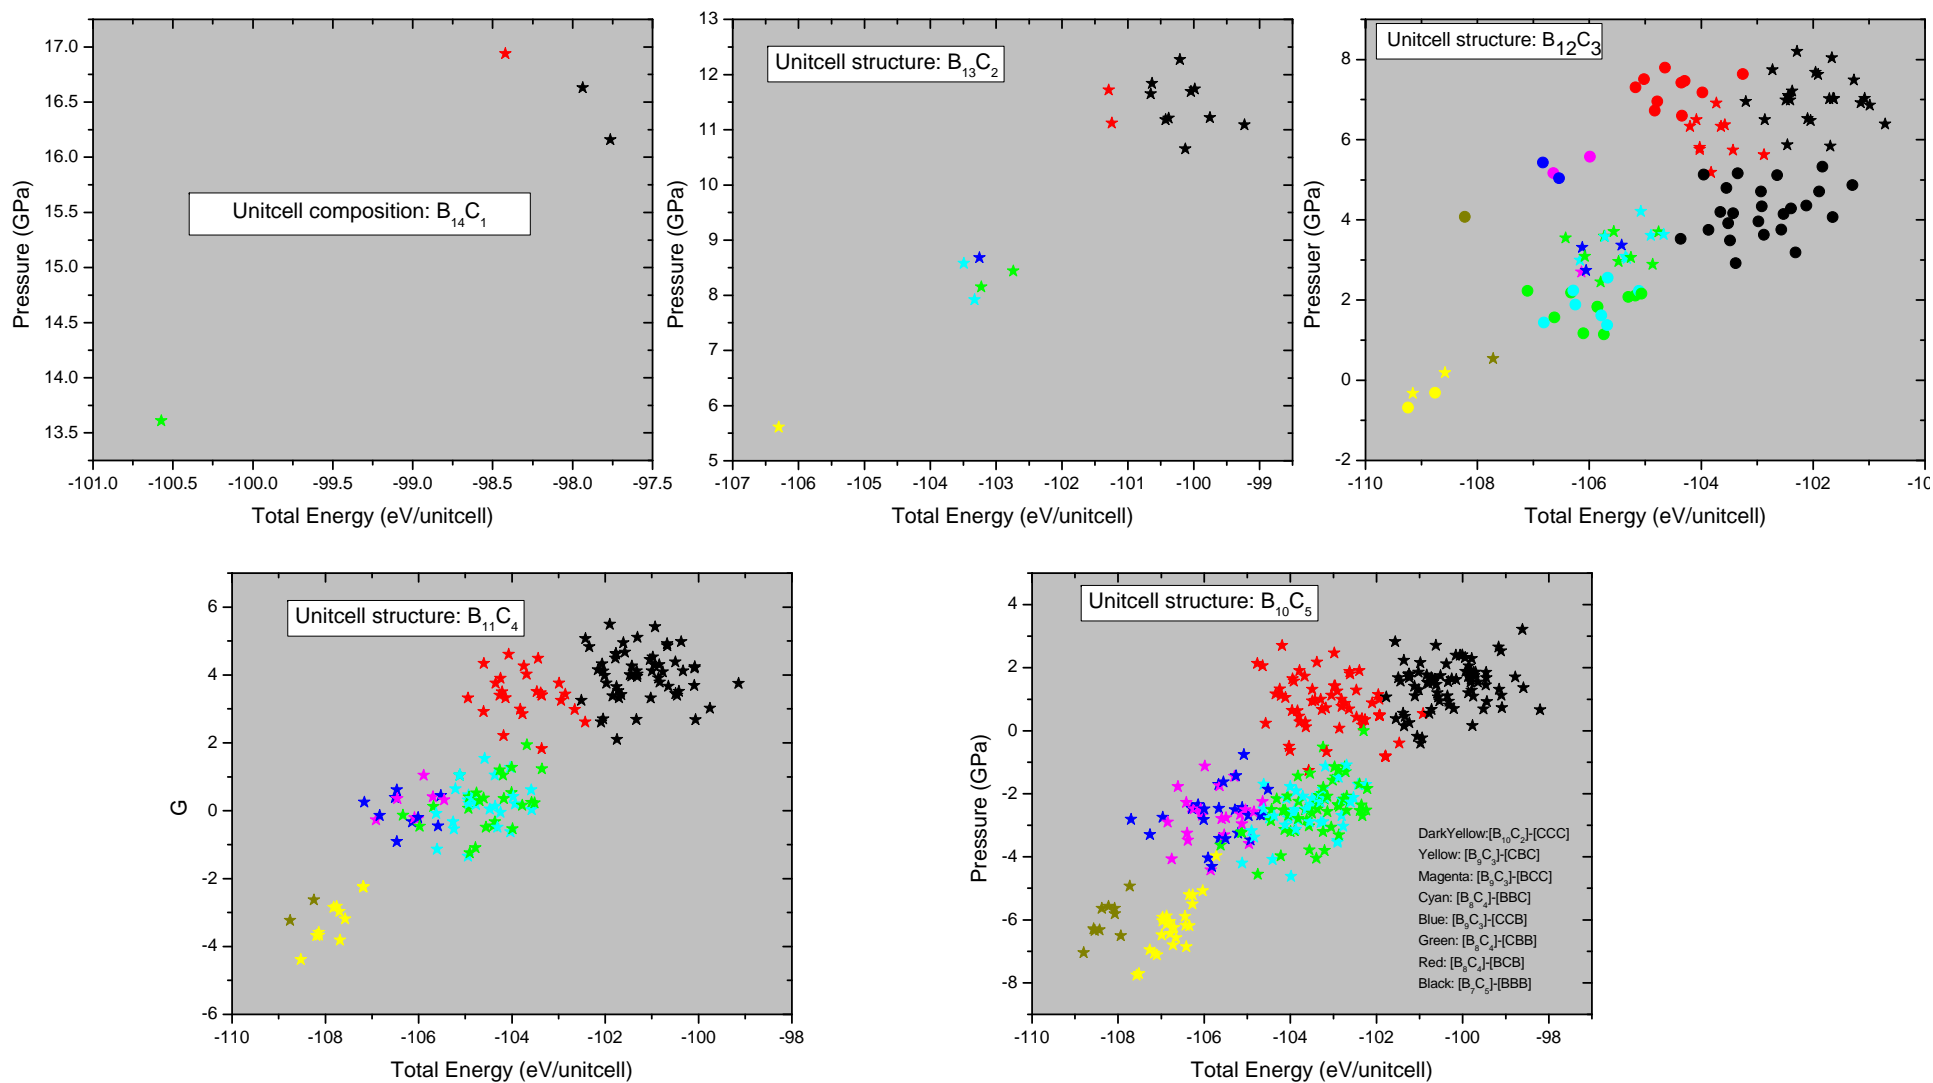 17.0
16.5
16.0
15.5
15.0
14.5
14.0
13.5
Pressure (GPa)
Unitcell composition: B14C1
-101.0 -100.5 -100.0 -99.5 -99.0 -98.5 -98.0 -97.5
Total Energy (eV/unitcell)
13
12
11
10
9
8
7
6
5
Pressure (GPa)
Unitcell structure: B13C2
-107 -106 -105 -104 -103 -102 -101 -100 -99
Total Energy (eV/unitcell)
8
6
4
2
0
-2
Pressuer (GPa)
Unitcell structure: B12C3
-110 -108 -106 -104 -102 -10
Total Energy (eV/unitcell)
6
4
2
0
-2
-4
-6
G
Unitcell structure: B11C4
-110 -108 -106 -104 -102 -100 -98
Total Energy (eV/unitcell)
4
2
0
-2
-4
-6
-8
Pressure (GPa)
Unitcell structure: B10C5
DarkYellow:[B10C2]-[CCC]
Yellow: [B9C3]-[CBC]
Magenta: [B9C3]-[BCC]
Cyan: [B8C4]-[BBC]
Blue: [B9C3]-[CCB]
Green: [B8C4]-[CBB]
Red: [B8C4]-[BCB]
Black: [B7C5]-[BBB]
-110 -108 -106 -104 -102 -100 -98
Total Energy (eV/unitcell)